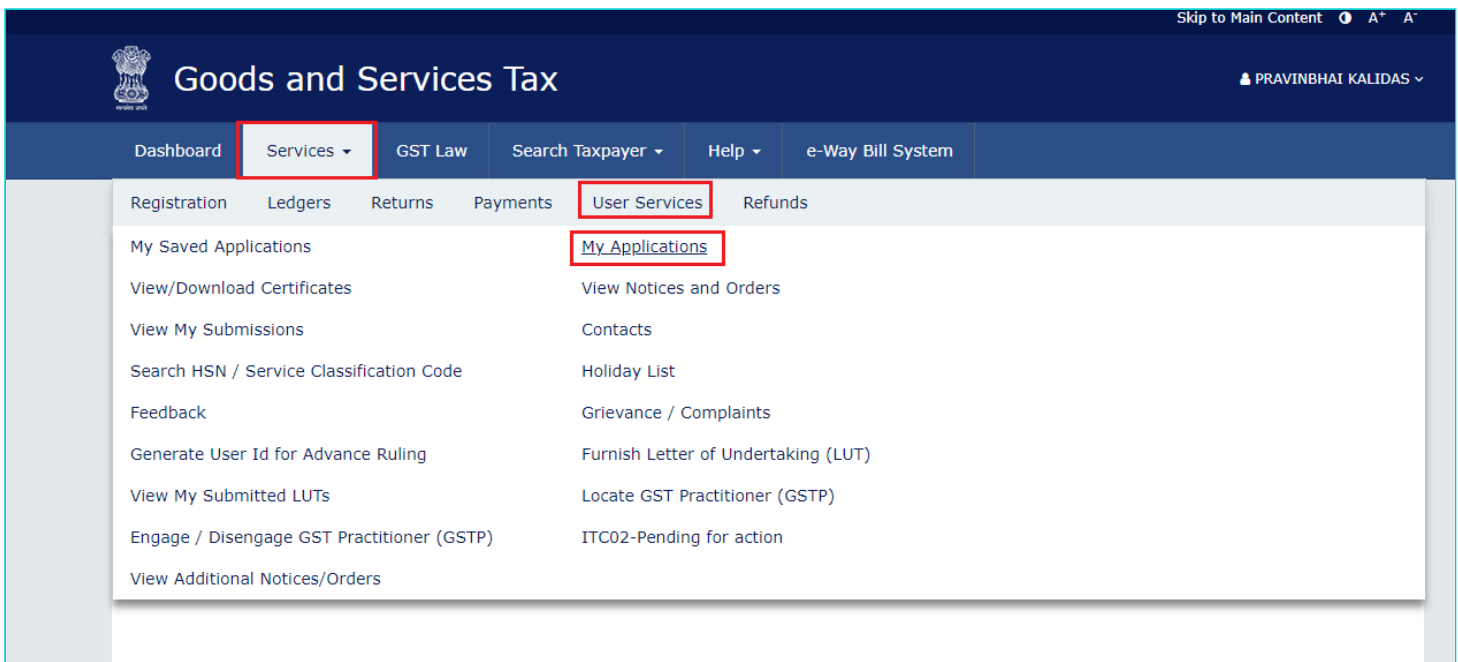 Skip to Main Content A+ A-
Goods and Services Tax
PRAVINBHAI KALIDAS
Dashboard Services GST Law Search Taxpayer Help e-Way Bill System
Registration Ledgers Returns Payments User Services Refunds
My Saved Applications My Applications
View/Download Certificates View Notices and Orders
View My Submissions Contacts
Search HSN / Service Classification Code Holiday List
Feedback Grievance / Complaints
Generate User Id for Advance Ruling Furnish Letter of Undertaking (LUT)
View My Submitted LUTs Locate GST Practitioner (GSTP)
Engage / Disengage GST Practitioner (GSTP) ITC02-Pending for action
View Additional Notices/Orders